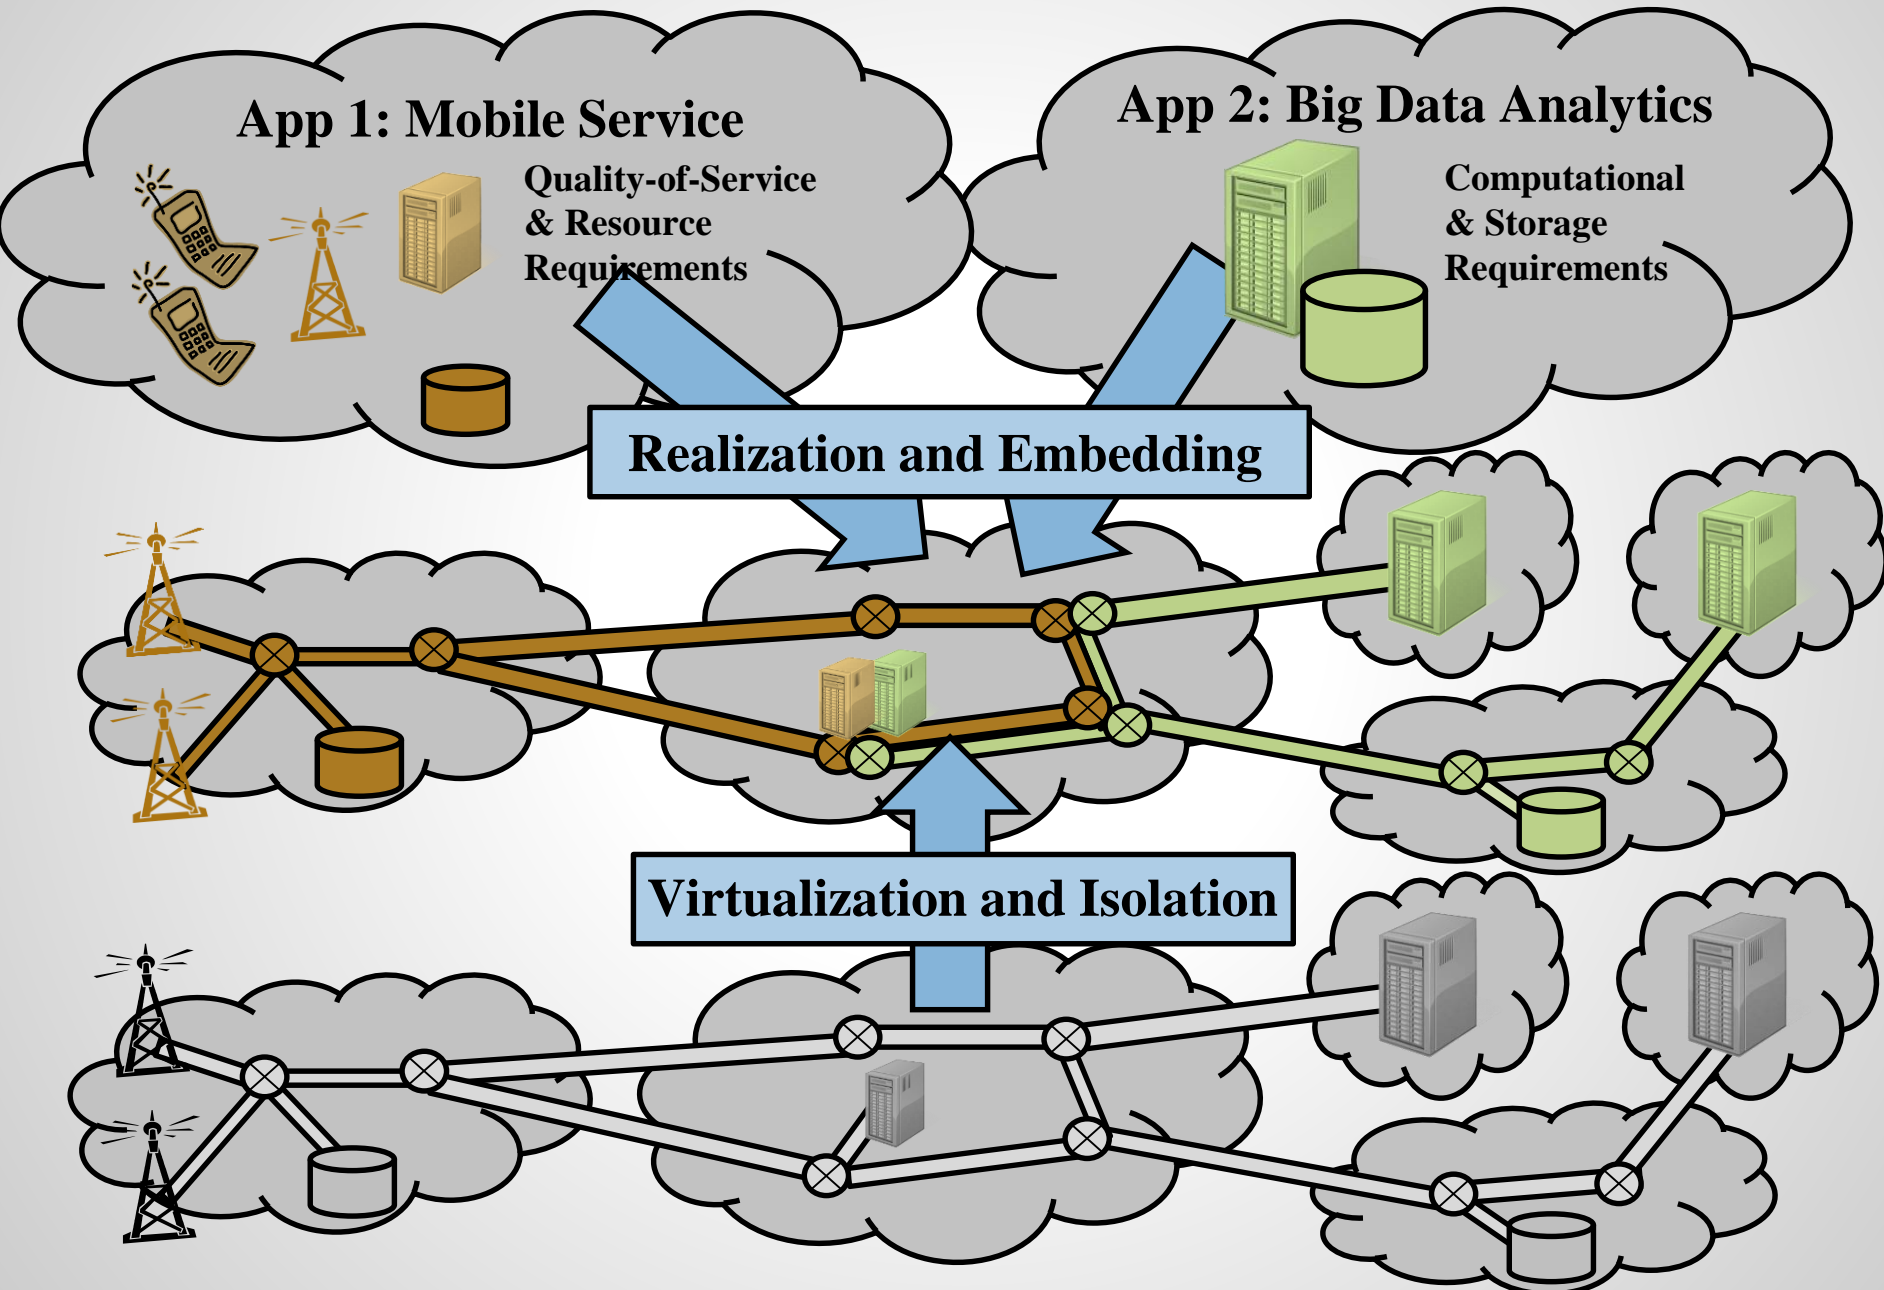 App 1: Mobile Service
Quality-of-Service
& Resource
Requirements
App 2: Big Data Analytics
Computational
& Storage
Requirements
Realization and Embedding
Virtualization and Isolation